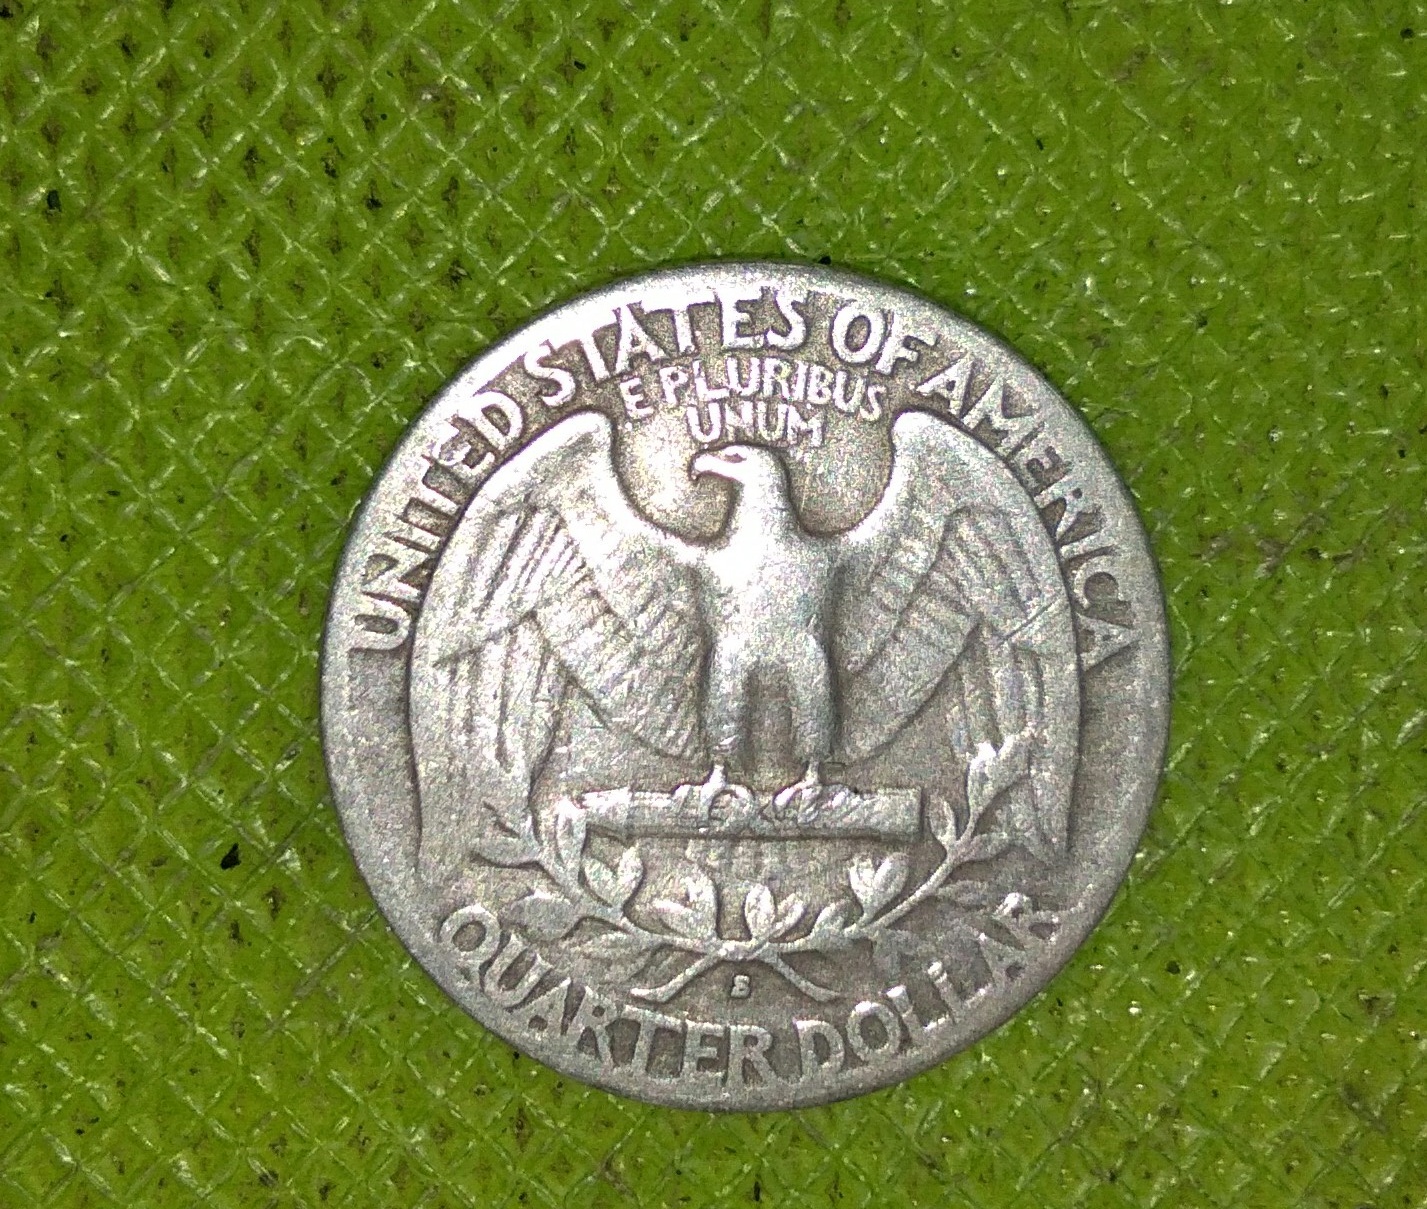 UNITED STATES OF AMERICA
E PLURIBUS
UNUM
S
QUARTER DOLLAR